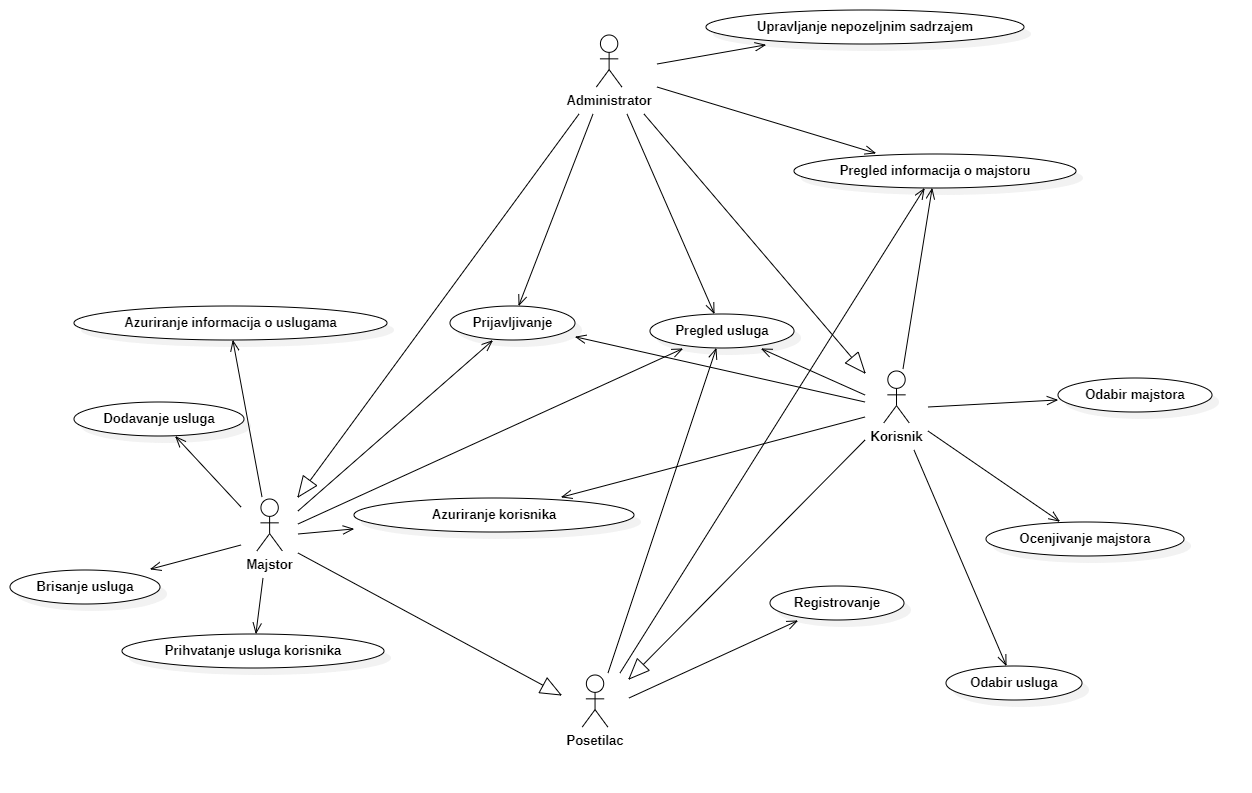 Upravljanje nepozeljnim sadrzajem
Administrator
Pregled informacija o majstoru
Azuriranje informacija o uslugama
Prijavljivanje
Pregled usluga
Odabir majstora
Dodavanje usluga
Korisnik
Azuriranje korisnika
Ocenjivanje majstora
Majstor
Brisanje usluga
Registrovanje
Prihvatanje usluga korisnika
Odabir usluga
Posetilac